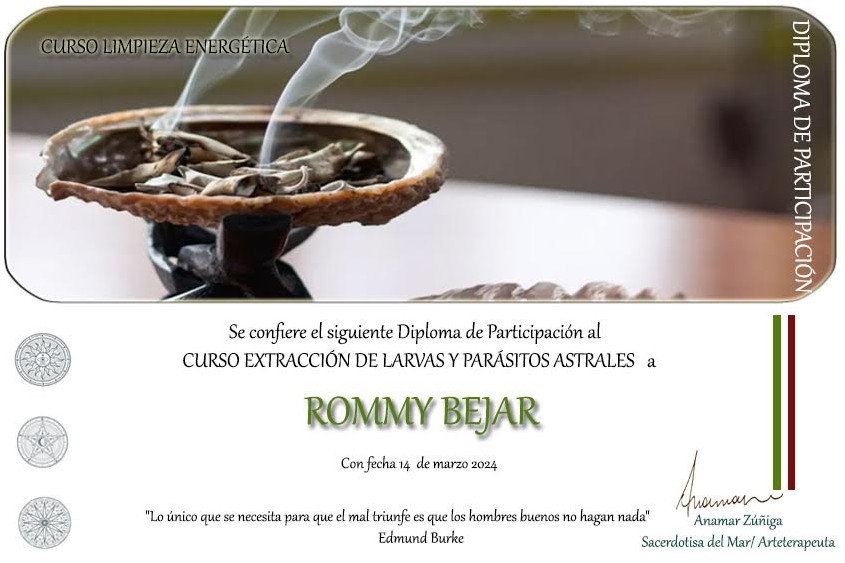 CURSO LIMPIEZA ENERGÉTICA
DIPLOMA DE PARTICIPACIÓN
Se confiere el siguiente Diploma de Participación al
CURSO EXTRACCIÓN DE LARVAS Y PARÁSITOS ASTRALES a
ROMMY BEJAR
Con fecha 14 de marzo 2024
"Lo único que se necesita para que el mal triunfe es que los hombres buenos no hagan nada"
Edmund Burke
Anamar
Anamar Zúñiga
Sacerdotisa del Mar/ Arteterapeuta